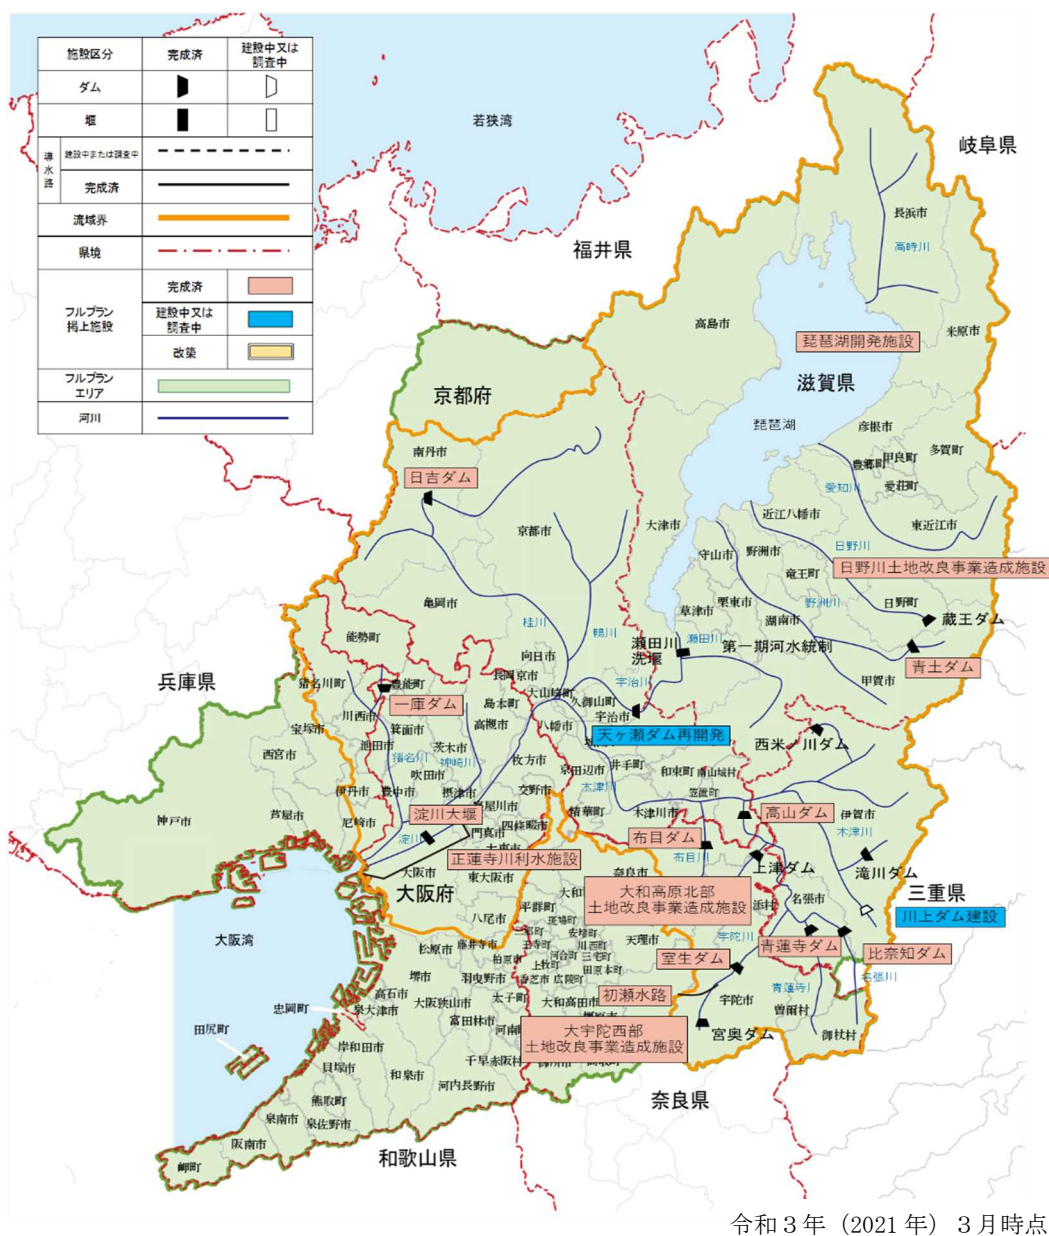 施設区分
完成済
建設中又は
調査中
ダム
堰
導水路
建設中または調査中
完成済
流域界
県境
フルプラン
掲上施設
完成済
建設中又は
調査中
改築
フルプラン
エリア
河川
若狭湾
岐阜県
長浜市
高時川
福井県
高島市
米原市
琵琶湖開発施設
滋賀県
京都府
琵琶湖
彦根市
多賀町
甲良町
豊郷町
南丹市
日吉ダム
愛知川
愛荘町
近江八幡市
東近江市
大津市
京都市
日野川
守山市
野洲市
日野川土地改良事業造成施設
竜王町
亀岡市
栗東市
野洲川
日野町
草津市
湖南市
蔵王ダム
桂川
鴨川
瀬田川
洗堰
瀬田川
第一期河水統制
能勢町
向日市
青土ダム
兵庫県
猪名川町
豊能町
長岡京市
宇治川
甲賀市
一庫ダム
島本町
大山崎町
久御山町
川西市
宝塚市
箕面市
高槻市
八幡市
宇治市
天ヶ瀬ダム再開発
西米ノ川ダム
西宮市
池田市
茨木市
猪名川
神崎川
枚方市
井手町
京田辺市
和束町
南山城村
吹田市
伊丹市
豊中市
摂津市
交野市
木津川
笠置町
芦屋市
神戸市
尼崎市
淀川大堰
精華町
木津川市
高山ダム
伊賀市
淀川
門真市
四條畷市
布目ダム
木津川
正蓮寺川利水施設
布目川
上津ダム
滝川ダム
大阪市
東大阪市
奈良市
大阪府
大和高原北部
土地改良事業造成施設
名張市
三重県
八尾市
平群町
斑鳩町
川上ダム建設
大阪湾
松原市
藤井寺市
安堵町
天理市
宇陀川
青蓮寺ダム
比奈知ダム
柏原市
王寺町
川西町
河合町
三宅町
室生ダム
堺市
羽曳野市
上牧町
田原本町
名張川
香芝市
広陵町
青蓮寺川
初瀬水路
高石市
忠岡町
泉大津市
大阪狭山市
太子町
大和高田市
宇陀市
曽爾村
田尻町
富田林市
大宇陀西部
土地改良事業造成施設
宮奥ダム
御杖村
岸和田市
貝塚市
和泉市
千早赤阪村
河内長野市
熊取町
奈良県
泉南市
泉佐野市
阪南市
和歌山県
岬町
令和３年（2021 年）３月時点